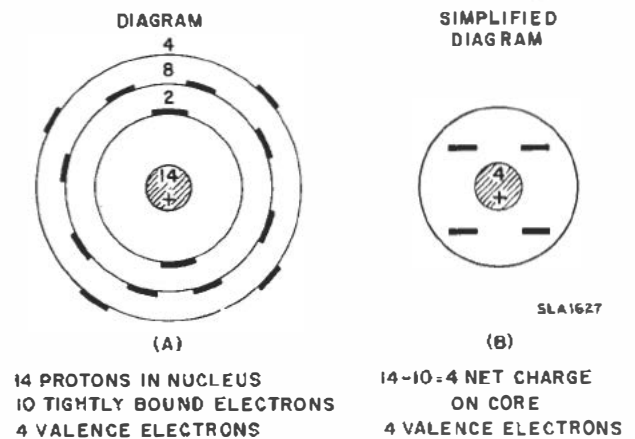 DIAGRAM
4
8
2
14
+
(A)
14 PROTONS IN NUCLEUS
10 TIGHTLY BOUND ELECTRONS
4 VALENCE ELECTRONS
SIMPLIFIED
DIAGRAM
4
+
SLA1627
(B)
14-10=4 NET CHARGE
ON CORE
4 VALENCE ELECTRONS